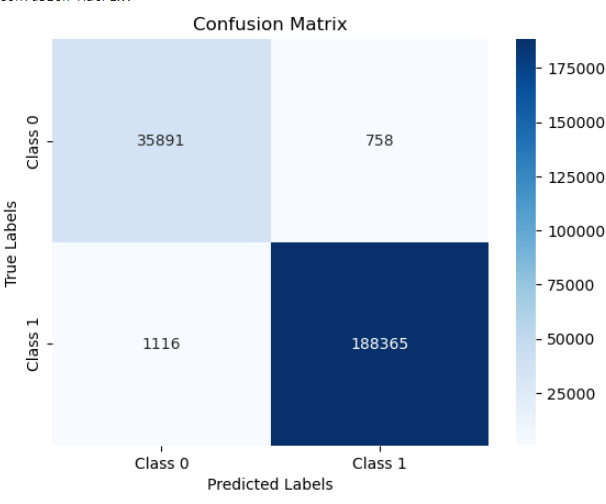 Confusion Matrix
175000
Class 0
35891
758
150000
125000
100000
True Labels
75000
Class 1
1116
188365
50000
25000
Class 0
Class 1
Predicted Labels